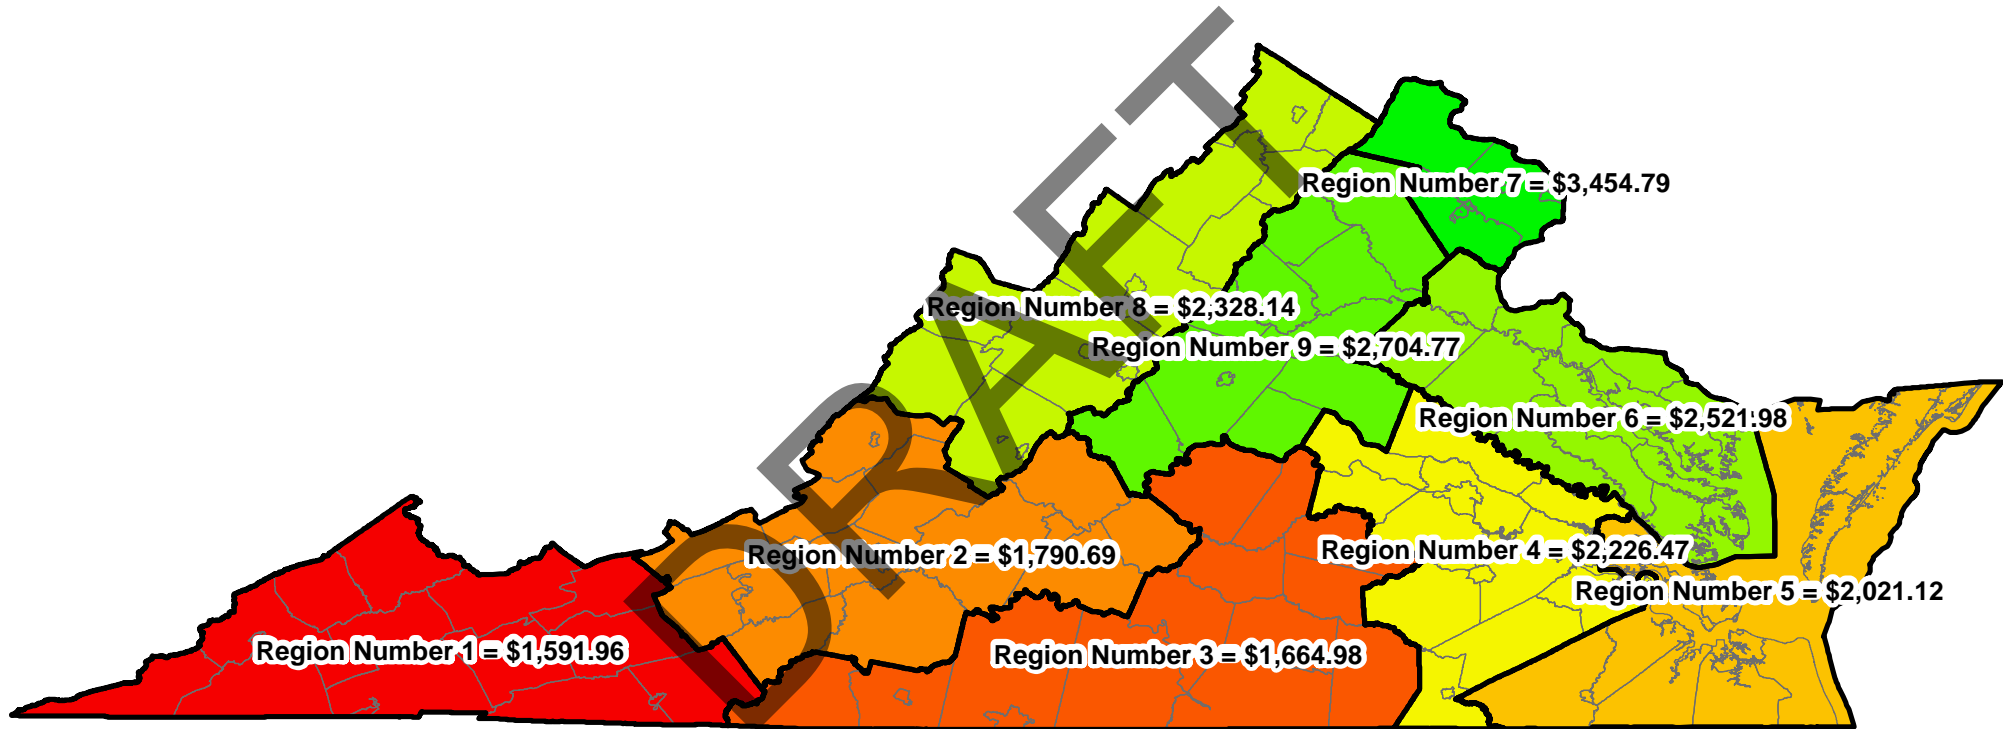 DRAFT
Region Number 7 = $3,454.79
Region Number 8 = $2,328.14
Region Number 9 = $2,704.77
Region Number 6 = $2,521.98
Region Number 2 = $1,790.69
Region Number 4 = $2,226.47
Region Number 5 = $2,021.12
Region Number 1 = $1,591.96
Region Number 3 = $1,664.98